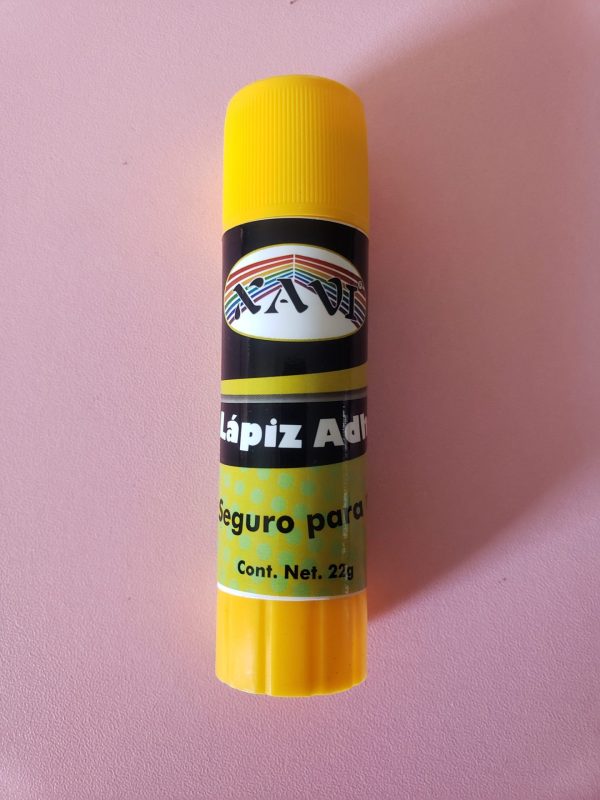 XAVI®
Lápiz Adh
Seguro para
Cont. Net. 22g